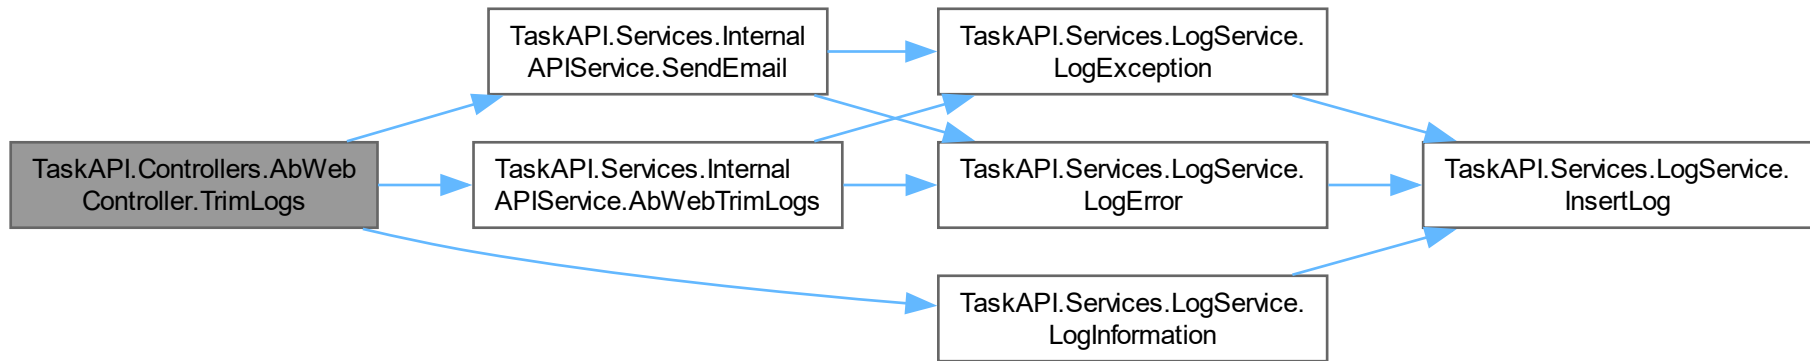 TaskAPI.Controllers.AbWeb
Controller.TrimLogs
TaskAPI.Services.Internal
APIService.SendEmail
TaskAPI.Services.Internal
APIService.AbWebTrimLogs
TaskAPI.Services.LogService.
LogException
TaskAPI.Services.LogService.
LogError
TaskAPI.Services.LogService.
LogInformation
TaskAPI.Services.LogService.
InsertLog